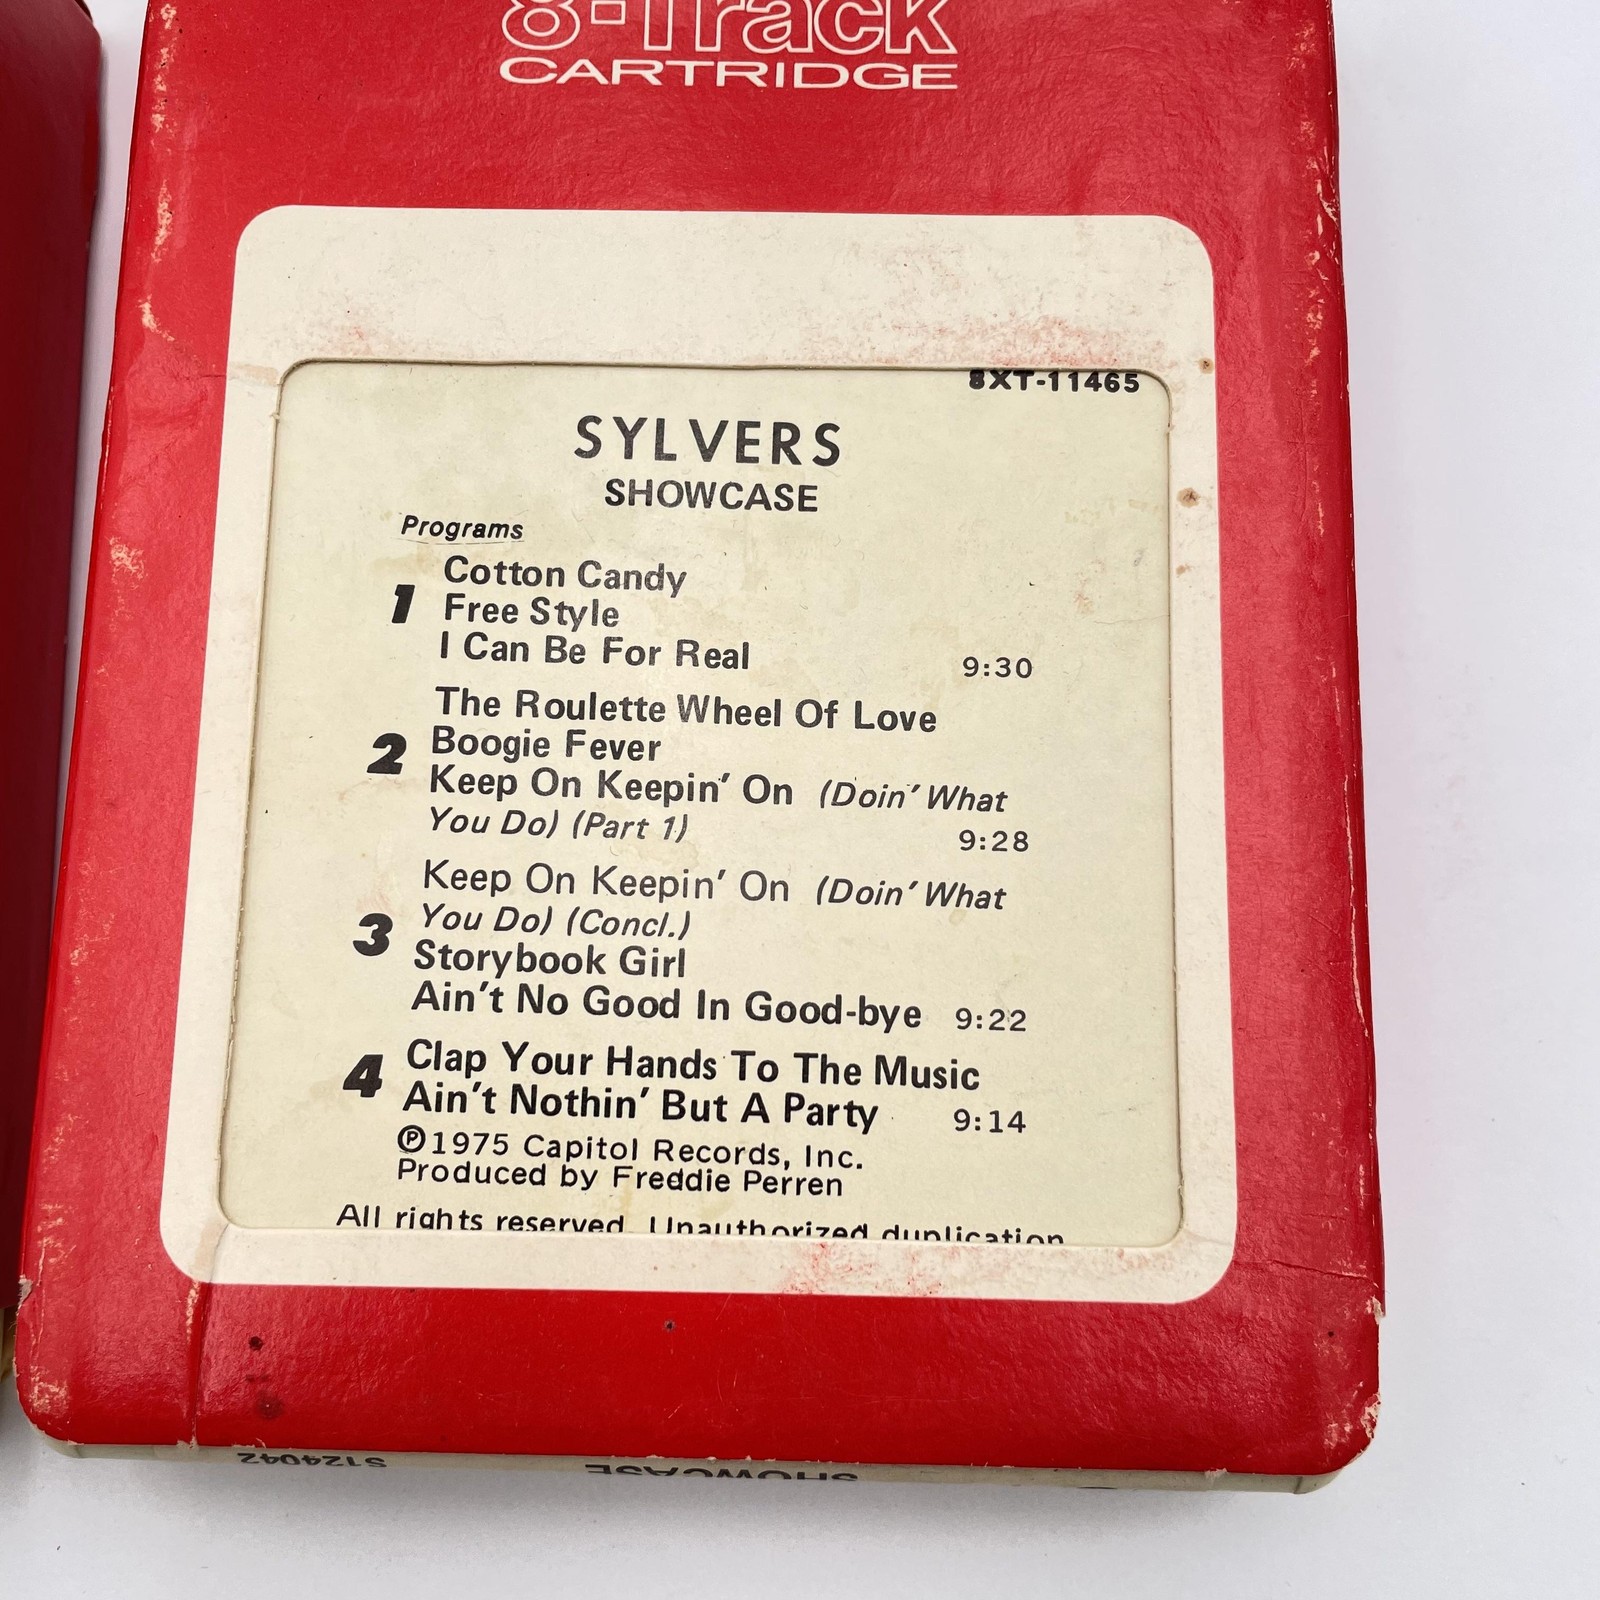 8-Track
CARTRIDGE
8XT-11465
SYLVERS
SHOWCASE
Programs
1
Cotton Candy
Free Style
I Can Be For Real 9:30
2
The Roulette Wheel Of Love
Boogie Fever
Keep On Keepin' On (Doin' What
You Do) (Part 1) 9:28
3
Keep On Keepin' On (Doin' What
You Do) (Concl.)
Storybook Girl
Ain't No Good In Good-bye 9:22
4
Clap Your Hands To The Music
Ain't Nothin' But A Party 9:14
Ⓟ1975 Capitol Records, Inc.
Produced by Freddie Perren
All rights reserved. Unauthorized duplication
SHOWCASE
S124042